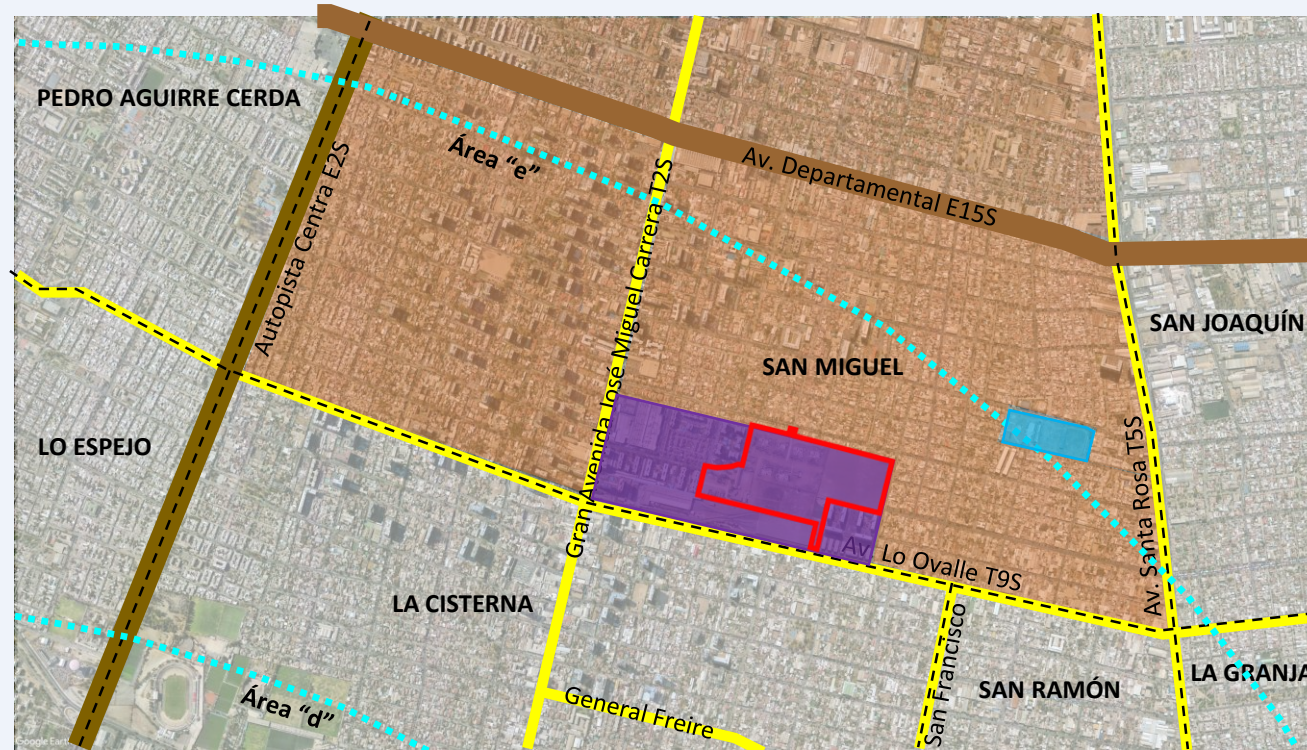 PEDRO AGUIRRE CERDA
Área “e”
Av. Departamental E15S
Autopista Centra E2S
Gran Avenida José Miguel Carrera T2S
SAN JOAQUÍN
SAN MIGUEL
LO ESPEJO
Av. Santa Rosa T5S
Av. Lo Ovalle T9S
LA CISTERNA
San Francisco
SAN RAMÓN
LA GRANJA
Área “d”
General Freire
Google Earth